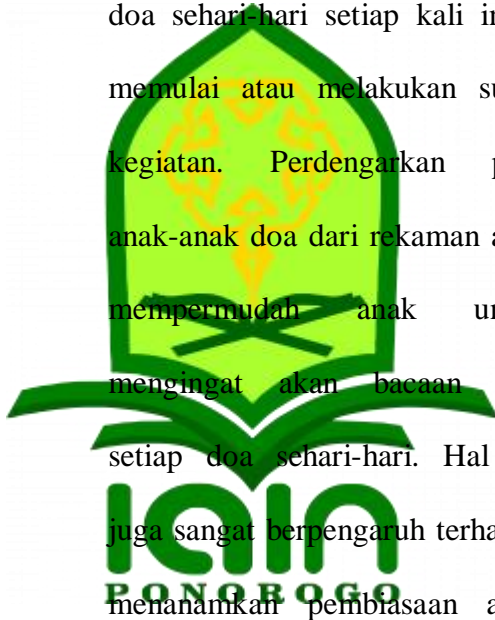 doa sehari-hari setiap kali in
memulai atau melakukan su
kegiatan. Perdengarkan p
anak-anak doa dari rekaman a
mempermudah anak
mengingat akan bacaan
setiap doa sehari-hari. Hal
juga sangat berpengaruh terha
iain
PONOROGO
menanamkan pembiasaan a